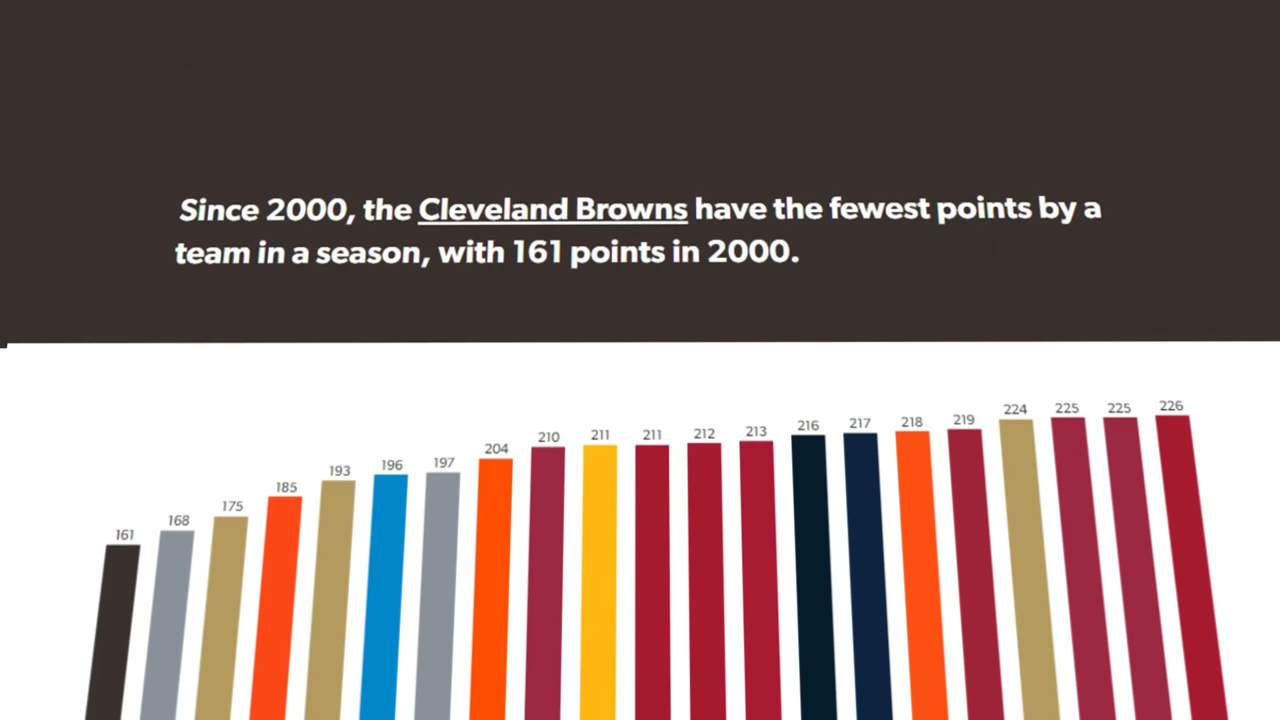 Since 2000, the Cleveland Browns have the fewest points by a
team in a season, with 161 points in 2000.
161 168 175 185 193 196 197 204 210 211 211 212 213 216 217 218 219 224 225 225 226